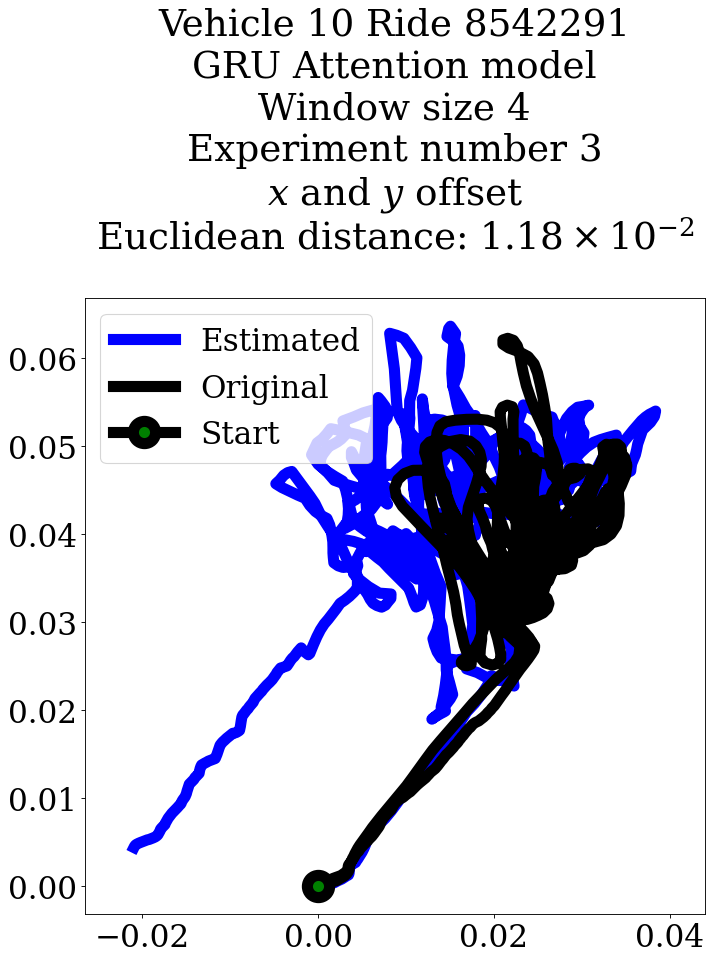 Vehicle 10 Ride 8542291
GRU Attention model
Window size 4
Experiment number 3
x and y offset
Euclidean distance: 1.18 × 10⁻²
Estimated
Original
Start
0.06
0.05
0.04
0.03
0.02
0.01
0.00
−0.02 0.00 0.02 0.04